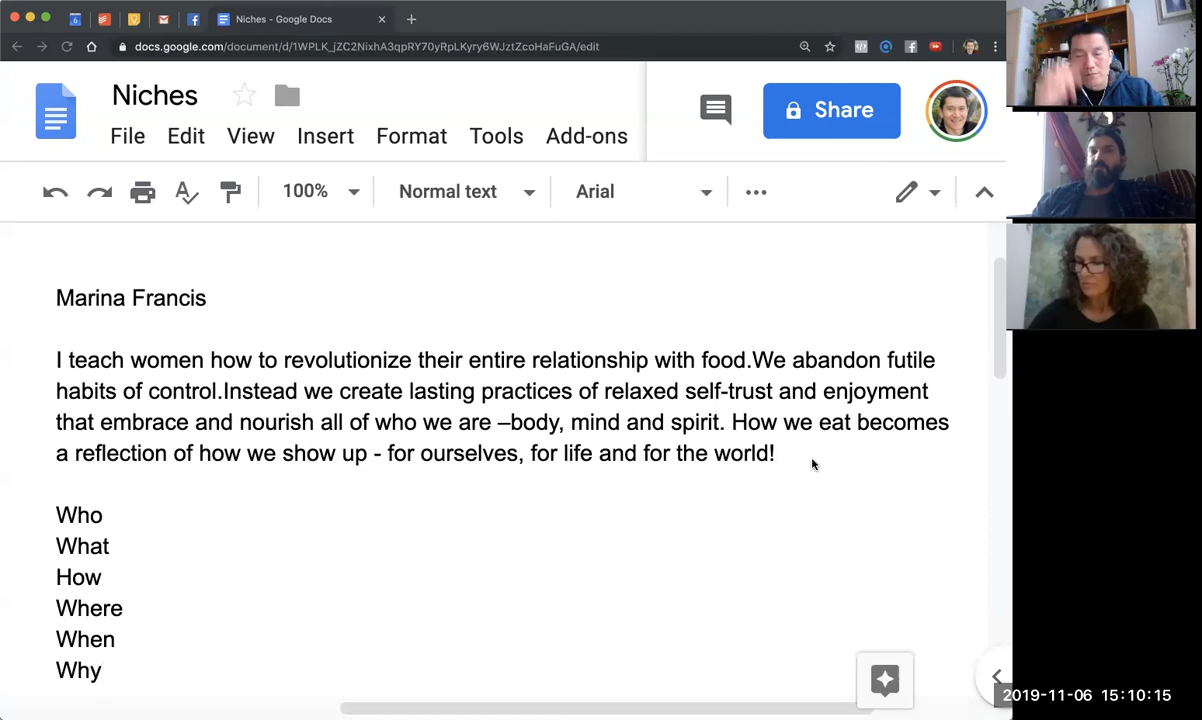 Niches - Google Docs
docs.google.com/document/d/1WPLK_jZC2NixhA3qpRY70yRpLKyry6WJztZcoHaFuGA/edit
Niches
Share
File Edit View Insert Format Tools Add-ons
100% Normal text Arial
Marina Francis
I teach women how to revolutionize their entire relationship with food.We abandon futile
habits of control.Instead we create lasting practices of relaxed self-trust and enjoyment
that embrace and nourish all of who we are –body, mind and spirit. How we eat becomes
a reflection of how we show up - for ourselves, for life and for the world!
Who
What
How
Where
When
Why
2019-11-06 15:10:15